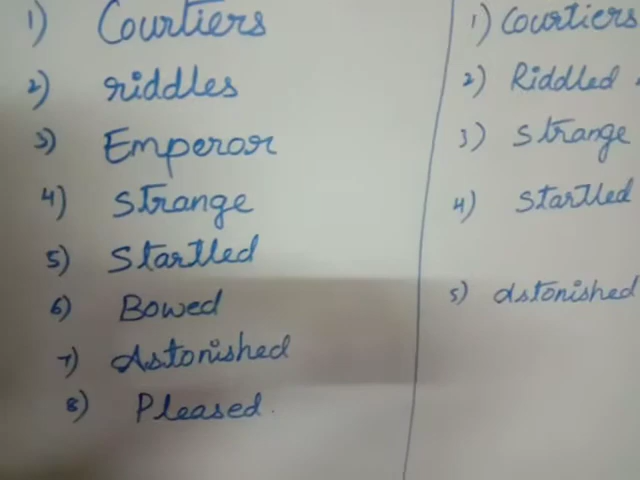 1) Courtiers
2) riddles
3) Emperor
4) Strange
5) Startled
6) Bowed
7) Astonished
8) Pleased.
1) Courtiers
2) Riddled
3) Strange
4) Startled
5) Astonished